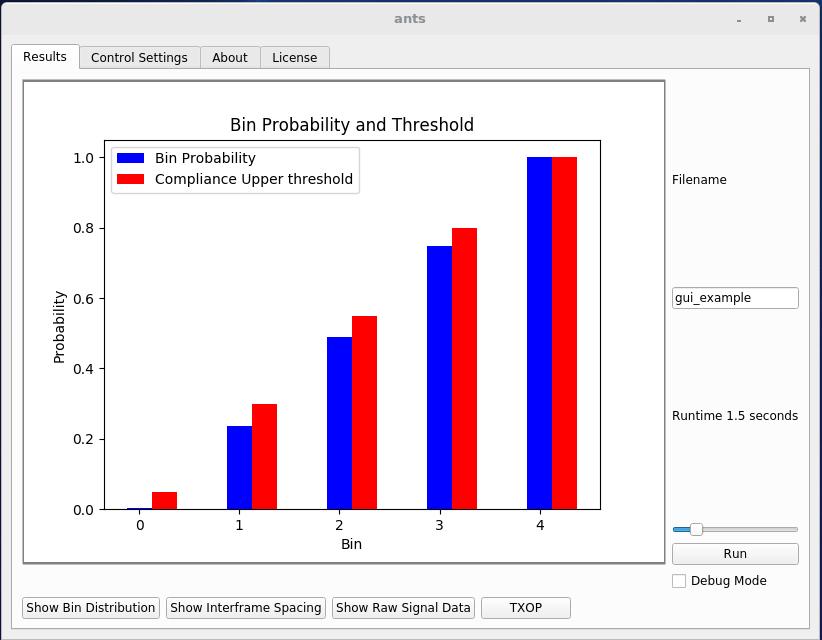 ants
Results
Control Settings
About
License
Bin Probability and Threshold
Bin Probability
Compliance Upper threshold
1.0
0.8
0.6
0.4
0.2
0.0
Probability
0 1 2 3 4
Bin
Filename
gui_example
Runtime 1.5 seconds
Run
Debug Mode
Show Bin Distribution
Show Interframe Spacing
Show Raw Signal Data
TXOP